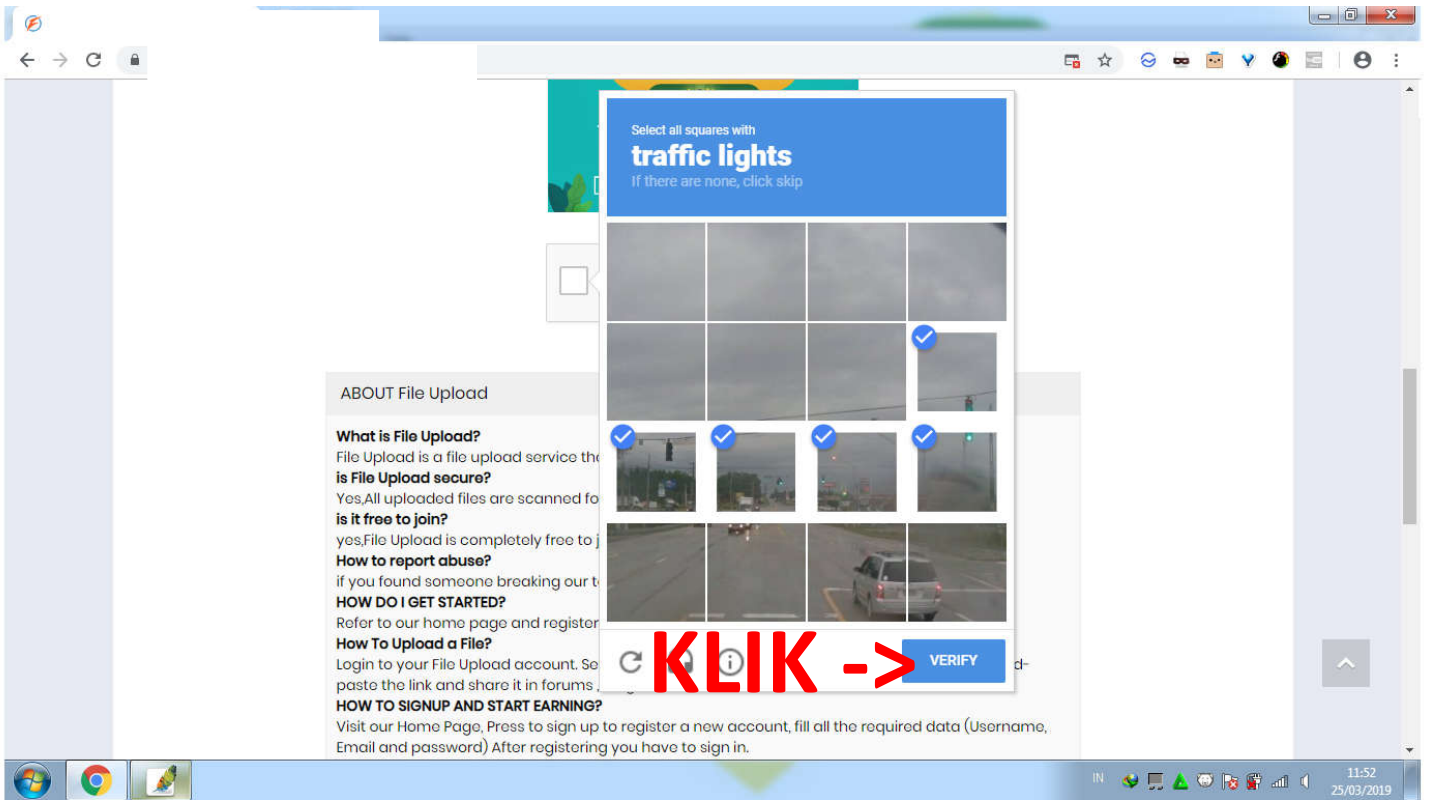 Select all squares with
traffic lights
If there are none, click skip
ABOUT File Upload
What is File Upload?
File Upload is a file upload service
is File Upload secure?
Yes,All uploaded files are scanned
is it free to join?
yes,File Upload is completely free to
How to report abuse?
if you found someone breaking our
HOW DO I GET STARTED?
Refer to our home page and register
How To Upload a File?
Login to your File Upload account.
paste the link and share it in forums
HOW TO SIGNUP AND START EARNING?
Visit our Home Page, Press to sign up to register a new account, fill all the required data (Username,
Email and password) After registering you have to sign in.
KLIK ->
VERIFY
IN
11:52
25/03/2019